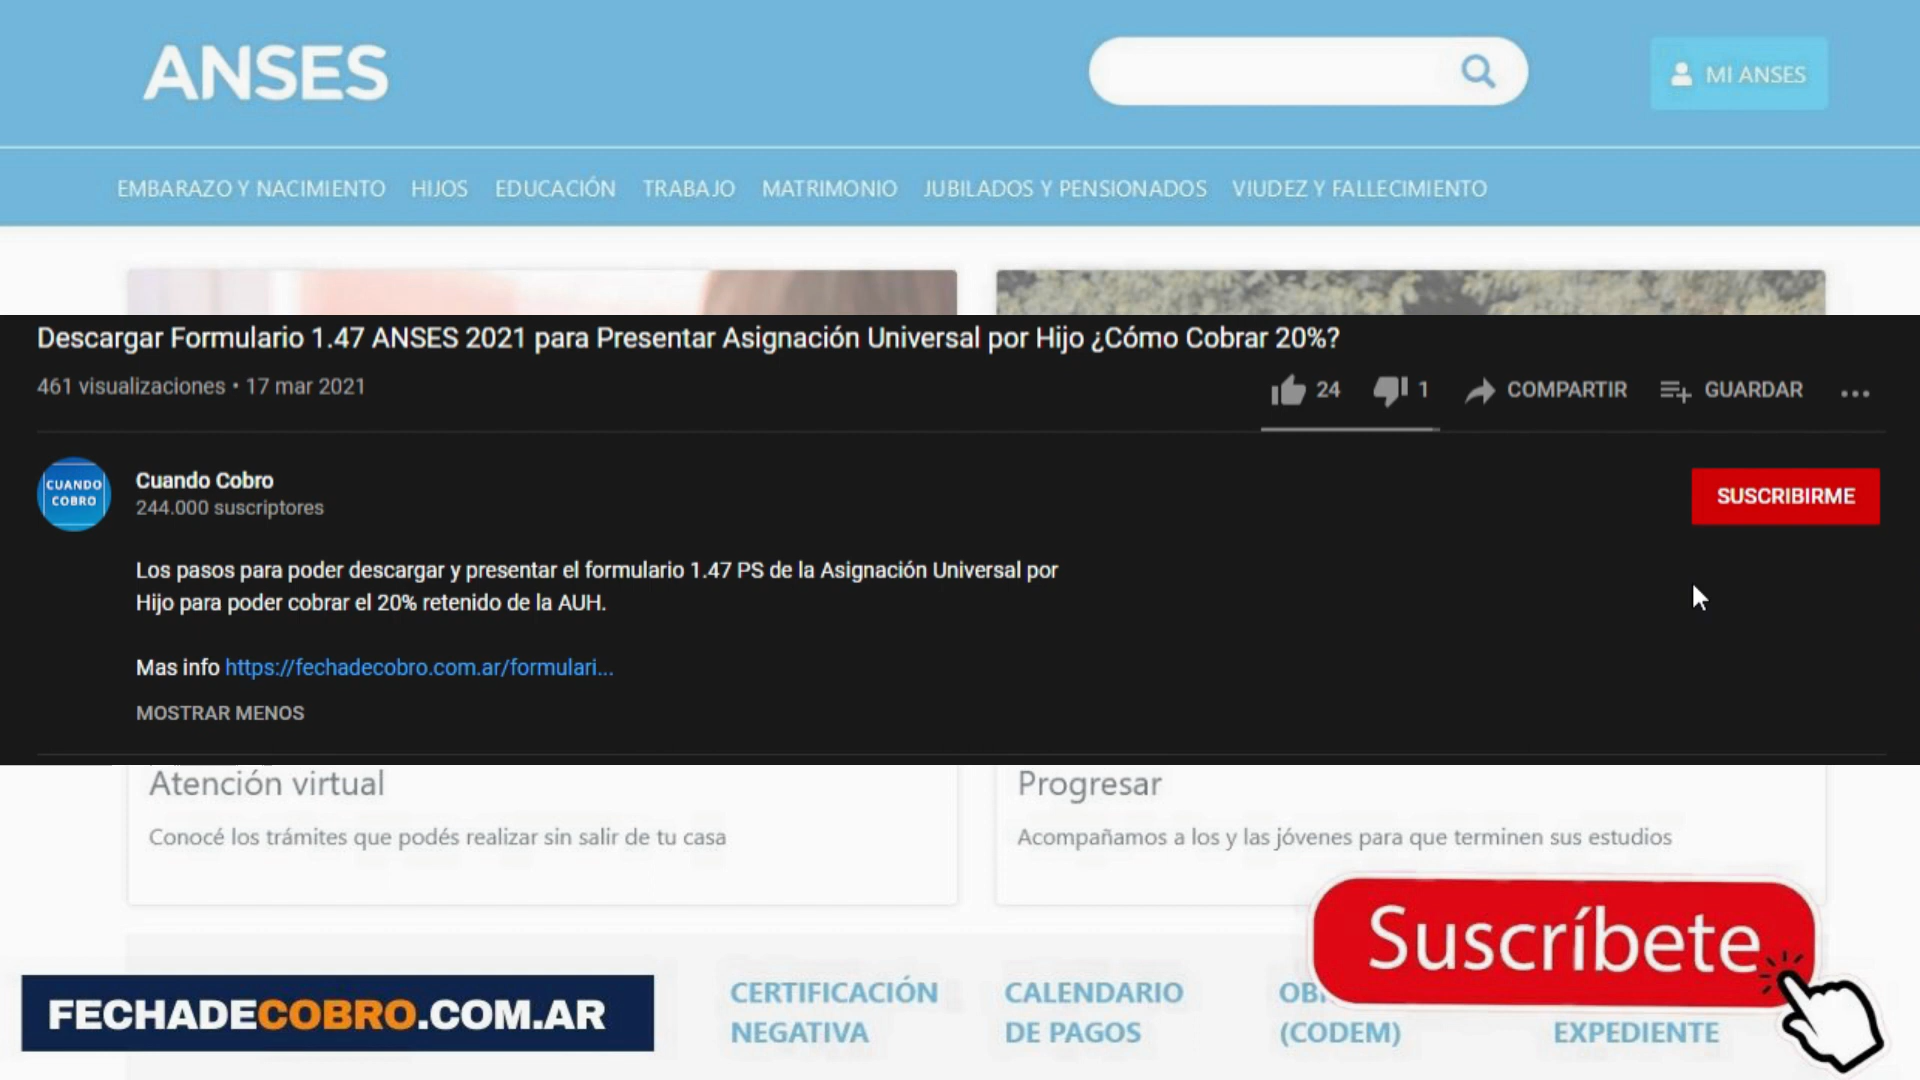 ANSES
MI ANSES
EMBARAZO Y NACIMIENTO HIJOS EDUCACIÓN TRABAJO MATRIMONIO JUBILADOS Y PENSIONADOS VIUDEZ Y FALLECIMIENTO
Descargar Formulario 1.47 ANSES 2021 para Presentar Asignación Universal por Hijo ¿Cómo Cobrar 20%?
461 visualizaciones • 17 mar 2021
24 1 COMPARTIR GUARDAR ...
CUANDO
COBRO
Cuando Cobro
244.000 suscriptores
SUSCRIBIRME
Los pasos para poder descargar y presentar el formulario 1.47 PS de la Asignación Universal por
Hijo para poder cobrar el 20% retenido de la AUH.
Mas info https://fechadecobro.com.ar/formulari...
MOSTRAR MENOS
Atención virtual
Conocé los trámites que podés realizar sin salir de tu casa
Progresar
Acompañamos a los y las jóvenes para que terminen sus estudios
Suscríbete
FECHADECOBRO.COM.AR
CERTIFICACIÓN
NEGATIVA
CALENDARIO
DE PAGOS
(CODEM)
EXPEDIENTE